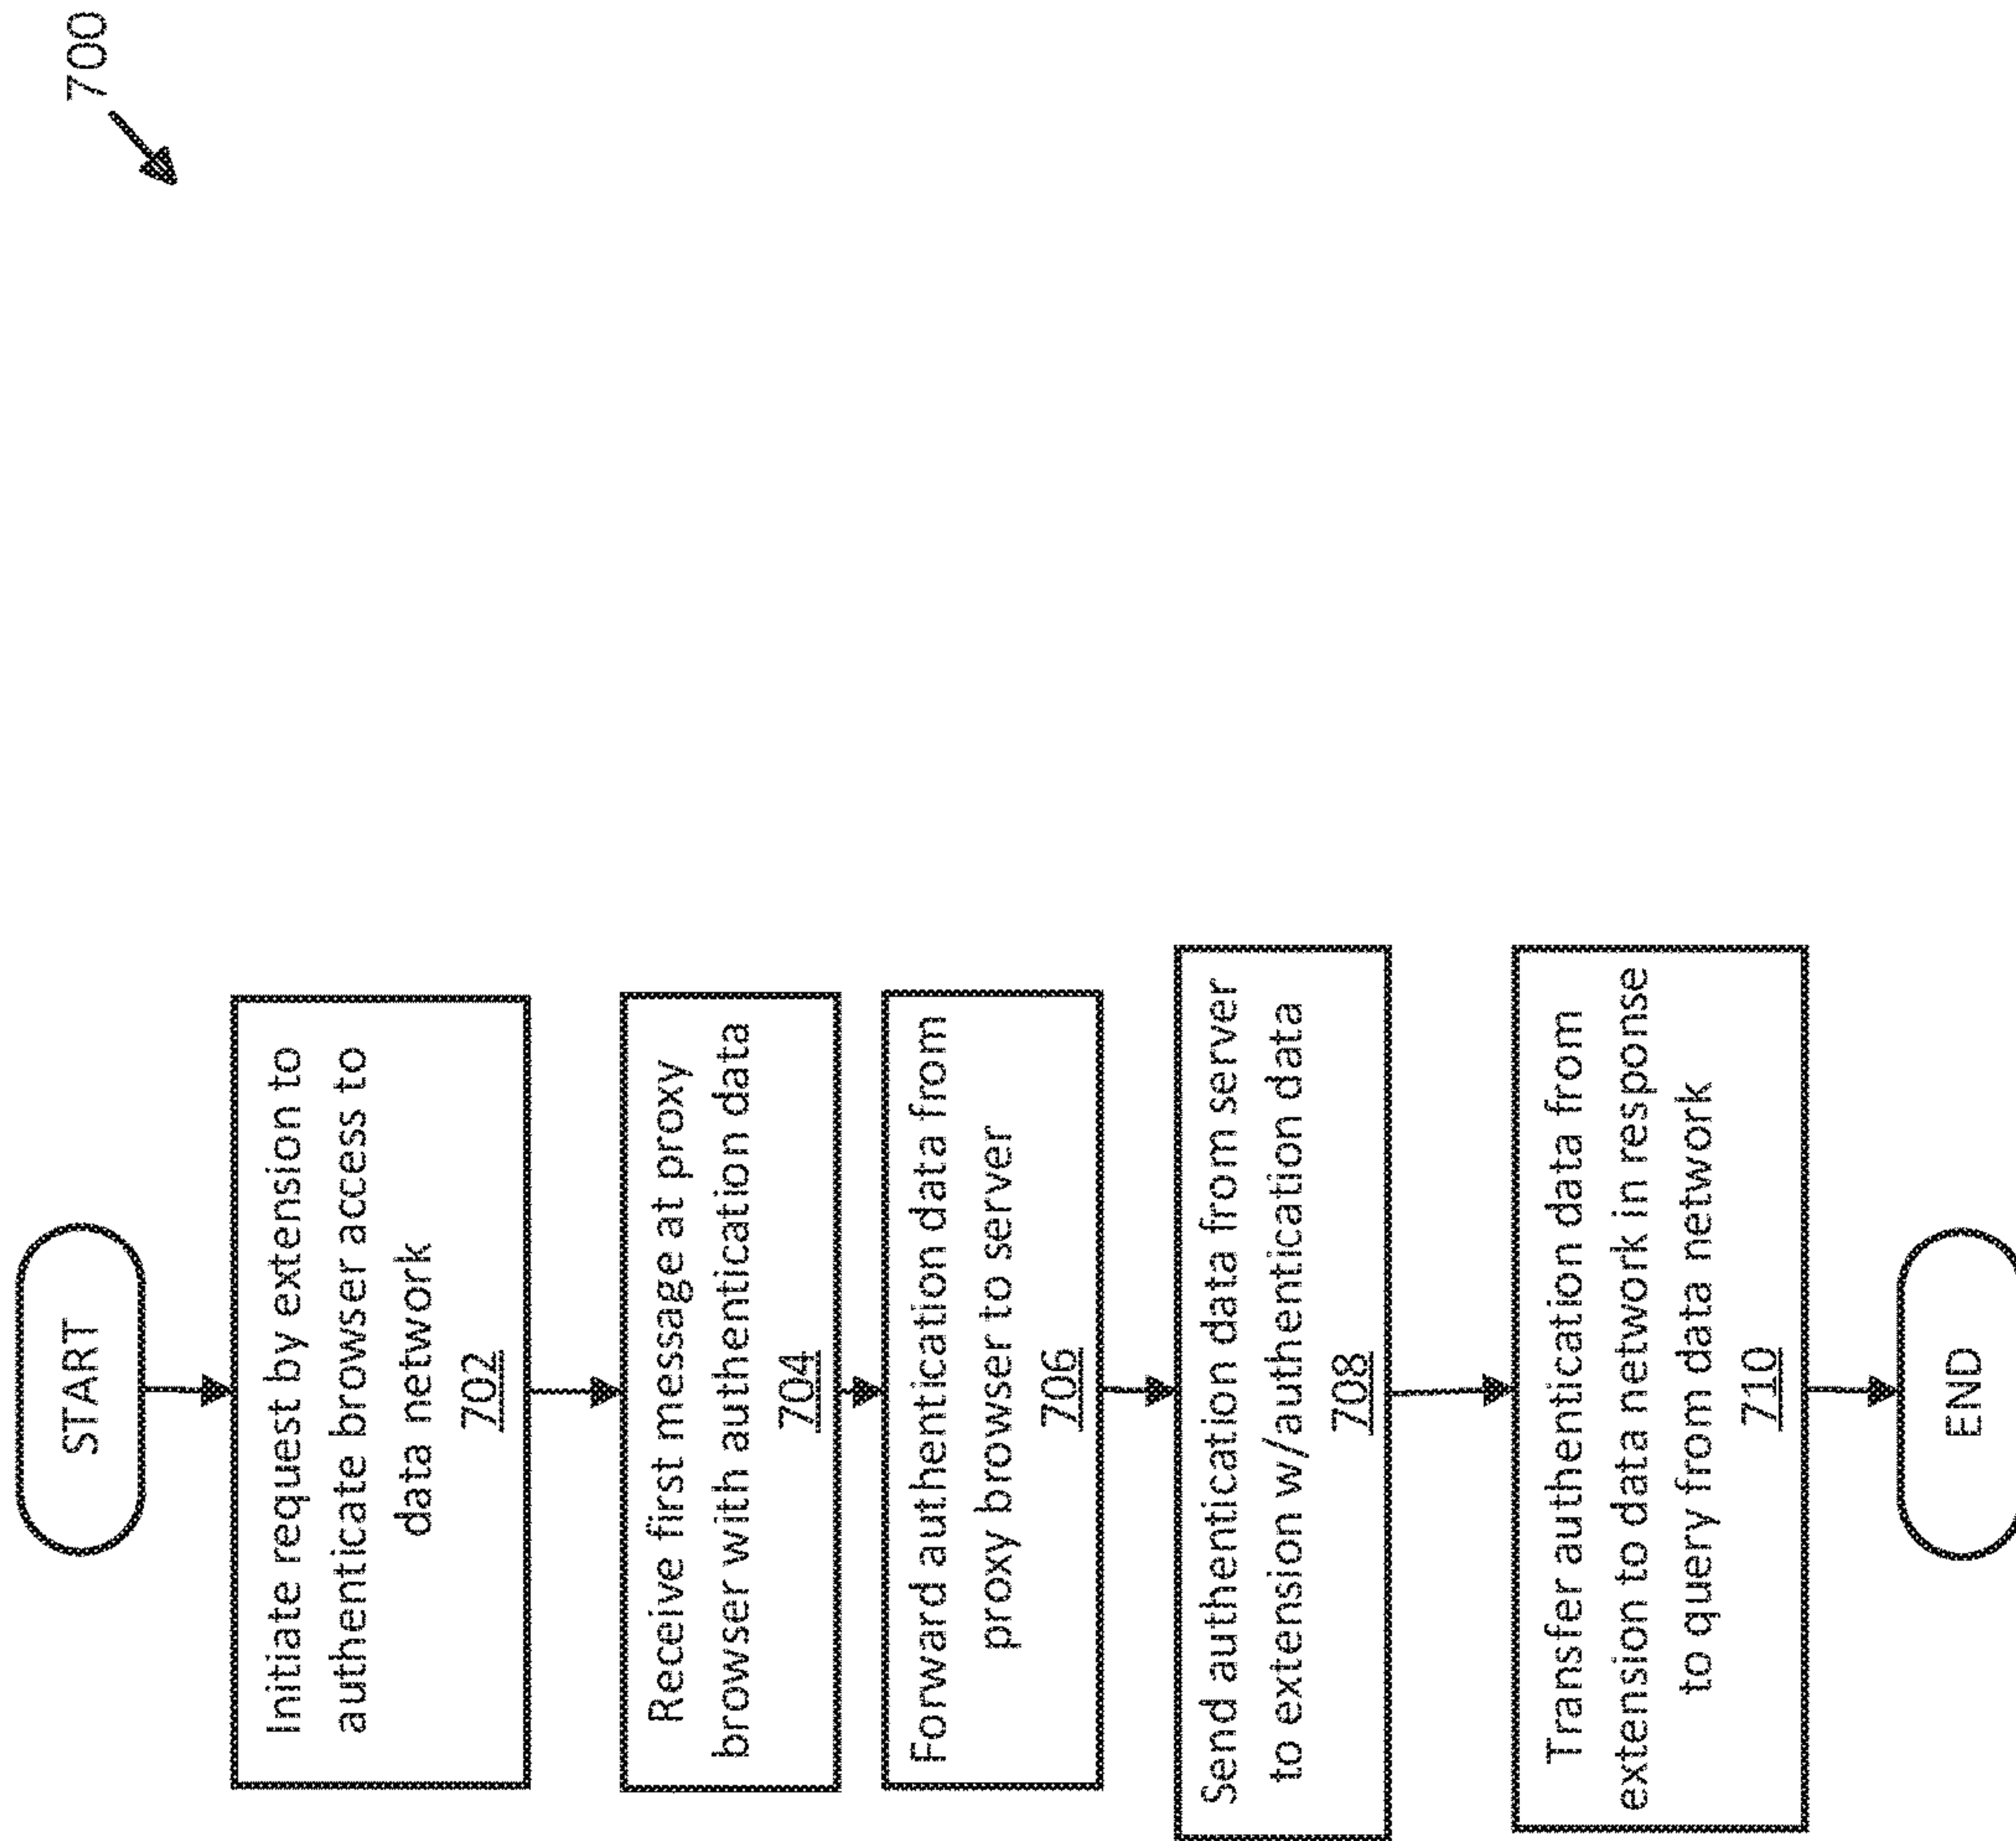 700
START
Initiate request by extension to
authenticate browser access to
data network
702
Receive first message at proxy
browser with authentication data
704
Forward authentication data from
proxy browser to server
706
Send authentication data from server
to extension w/authentication data
708
Transfer authentication data from
extension to data network in response
to query from data network
710
END